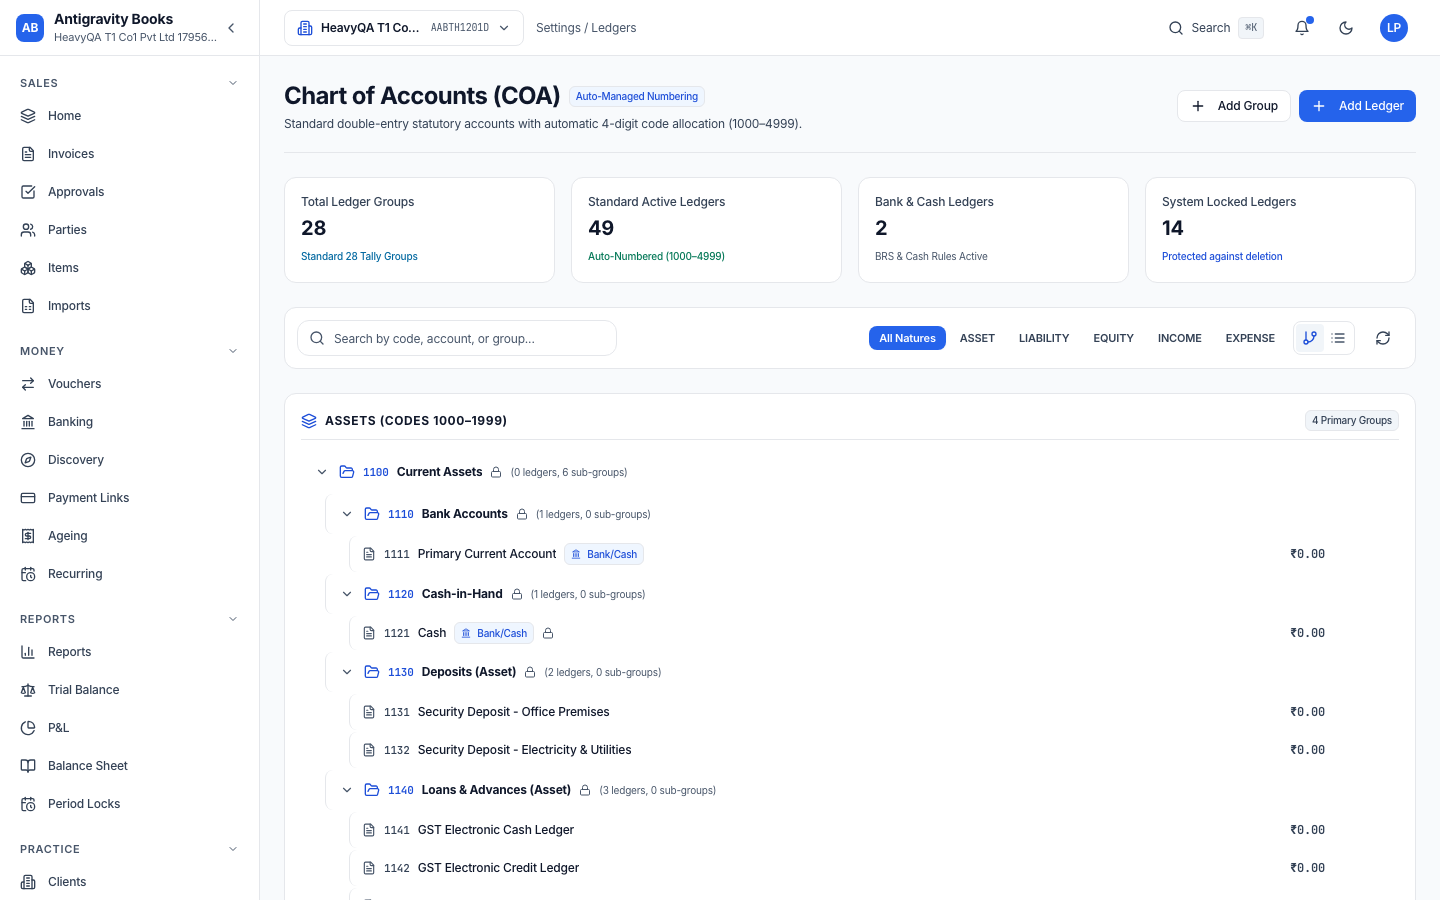 AB
Antigravity Books
HeavyQA T1 Co1 Pvt Ltd 17956...
HeavyQA T1 Co... AABTH1201D
Settings / Ledgers
Search ⌘K
LP
SALES
Home
Invoices
Approvals
Parties
Items
Imports
MONEY
Vouchers
Banking
Discovery
Payment Links
Ageing
Recurring
REPORTS
Reports
Trial Balance
P&L
Balance Sheet
Period Locks
PRACTICE
Clients
Chart of Accounts (COA) Auto-Managed Numbering
Standard double-entry statutory accounts with automatic 4-digit code allocation (1000–4999).
Add Group
Add Ledger
Total Ledger Groups
28
Standard 28 Tally Groups
Standard Active Ledgers
49
Auto-Numbered (1000–4999)
Bank & Cash Ledgers
2
BRS & Cash Rules Active
System Locked Ledgers
14
Protected against deletion
Search by code, account, or group...
All Natures ASSET LIABILITY EQUITY INCOME EXPENSE
ASSETS (CODES 1000–1999) 4 Primary Groups
1100 Current Assets (0 ledgers, 6 sub-groups)
1110 Bank Accounts (1 ledgers, 0 sub-groups)
1111 Primary Current Account Bank/Cash ₹0.00
1120 Cash-in-Hand (1 ledgers, 0 sub-groups)
1121 Cash Bank/Cash ₹0.00
1130 Deposits (Asset) (2 ledgers, 0 sub-groups)
1131 Security Deposit - Office Premises ₹0.00
1132 Security Deposit - Electricity & Utilities ₹0.00
1140 Loans & Advances (Asset) (3 ledgers, 0 sub-groups)
1141 GST Electronic Cash Ledger ₹0.00
1142 GST Electronic Credit Ledger ₹0.00